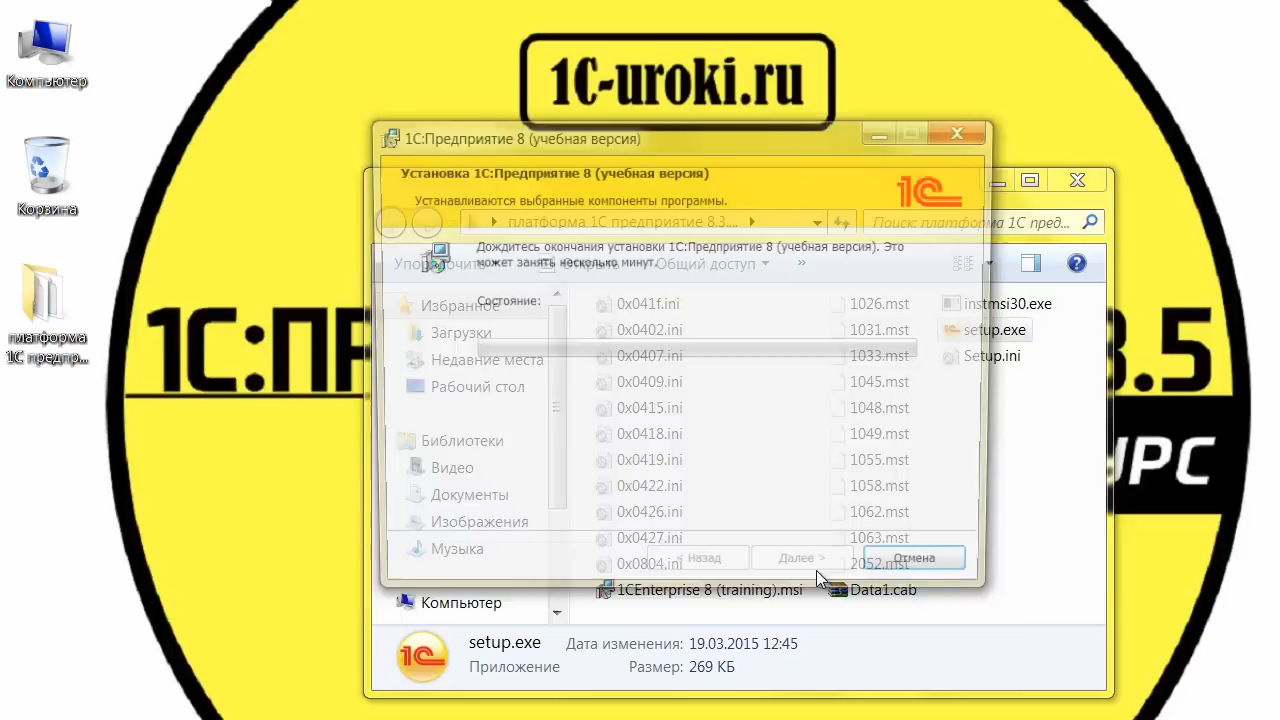 Компьютер
Корзина
платформа
1С предпр...
1C-uroki.ru
1С:Предприятие 8 (учебная версия)
Установка 1С:Предприятие 8 (учебная версия)
Устанавливаются выбранные компоненты программы.
1С
платформа 1С предприятие 8.3....
Поиск: платформа 1С пред...
Дождитесь окончания установки 1С:Предприятие 8 (учебная версия). Это
может занять несколько минут.
Упорядочить
Открыть
Общий доступ
»
Состояние:
Избранное
Загрузки
Недавние места
Рабочий стол
Библиотеки
Видео
Документы
Изображения
Музыка
Компьютер
0x041f.ini
0x0402.ini
0x0407.ini
0x0409.ini
0x0415.ini
0x0418.ini
0x0419.ini
0x0422.ini
0x0426.ini
0x0427.ini
0x0804.ini
1CEnterprise 8 (training).msi
1026.mst
1031.mst
1033.mst
1045.mst
1048.mst
1049.mst
1055.mst
1058.mst
1062.mst
1063.mst
2052.mst
Data1.cab
instmsi30.exe
setup.exe
Setup.ini
< Назад
Далее >
Отмена
1С
setup.exe
Дата изменения: 19.03.2015 12:45
Приложение
Размер: 269 КБ